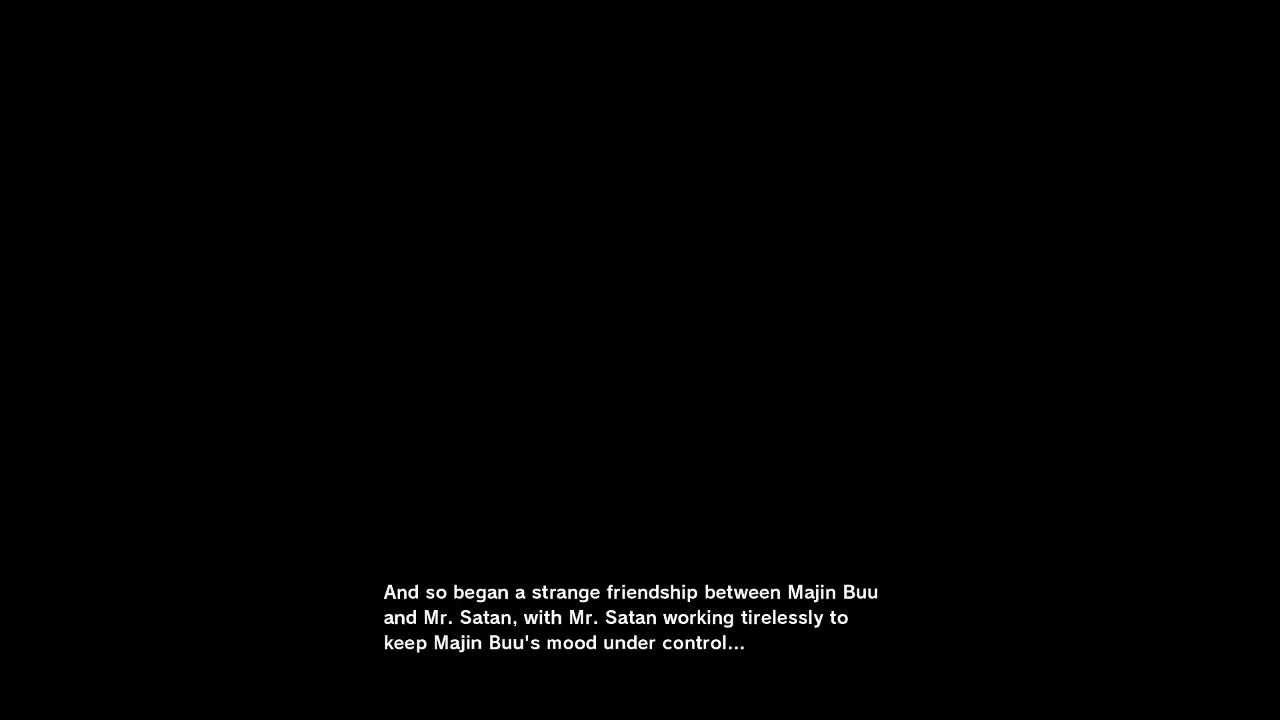 And so began a strange friendship between Majin Buu
and Mr. Satan, with Mr. Satan working tirelessly to
keep Majin Buu's mood under control...